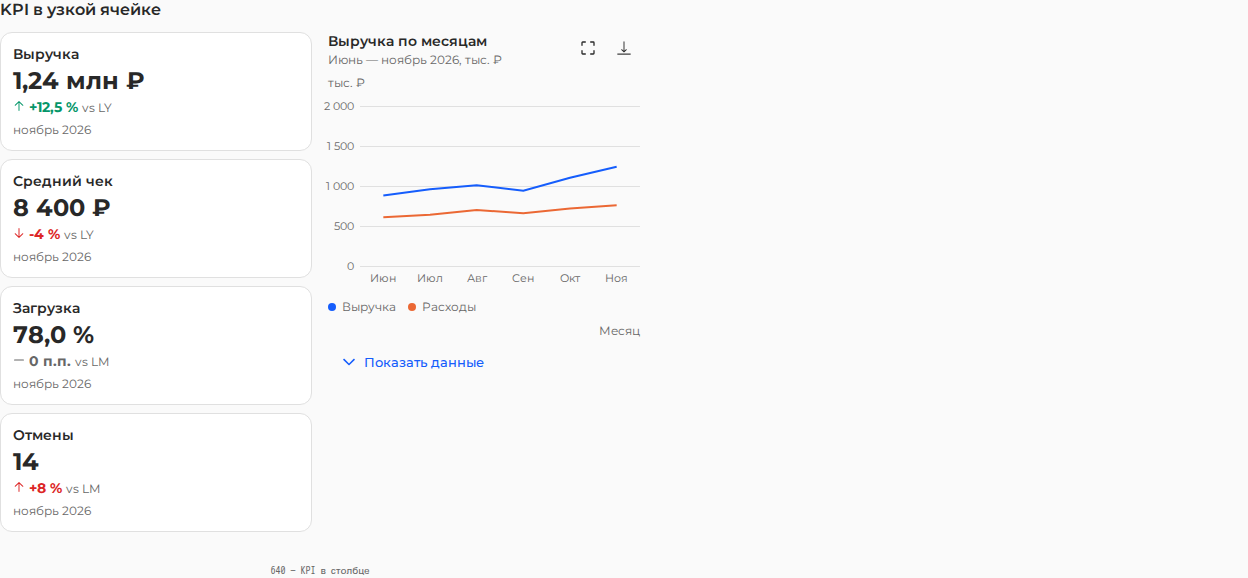 KPI в узкой ячейке
Выручка
1,24 млн ₽
↑ +12,5 % vs LY
ноябрь 2026
Средний чек
8 400 ₽
↓ -4 % vs LY
ноябрь 2026
Загрузка
78,0 %
— 0 п.п. vs LM
ноябрь 2026
Отмены
14
↑ +8 % vs LM
ноябрь 2026
Выручка по месяцам
Июнь — ноябрь 2026, тыс. ₽
тыс. ₽
2 000
1 500
1 000
500
0
Июн Июл Авг Сен Окт Ноя
Выручка Расходы
Месяц
Показать данные
640 — KPI в столбце